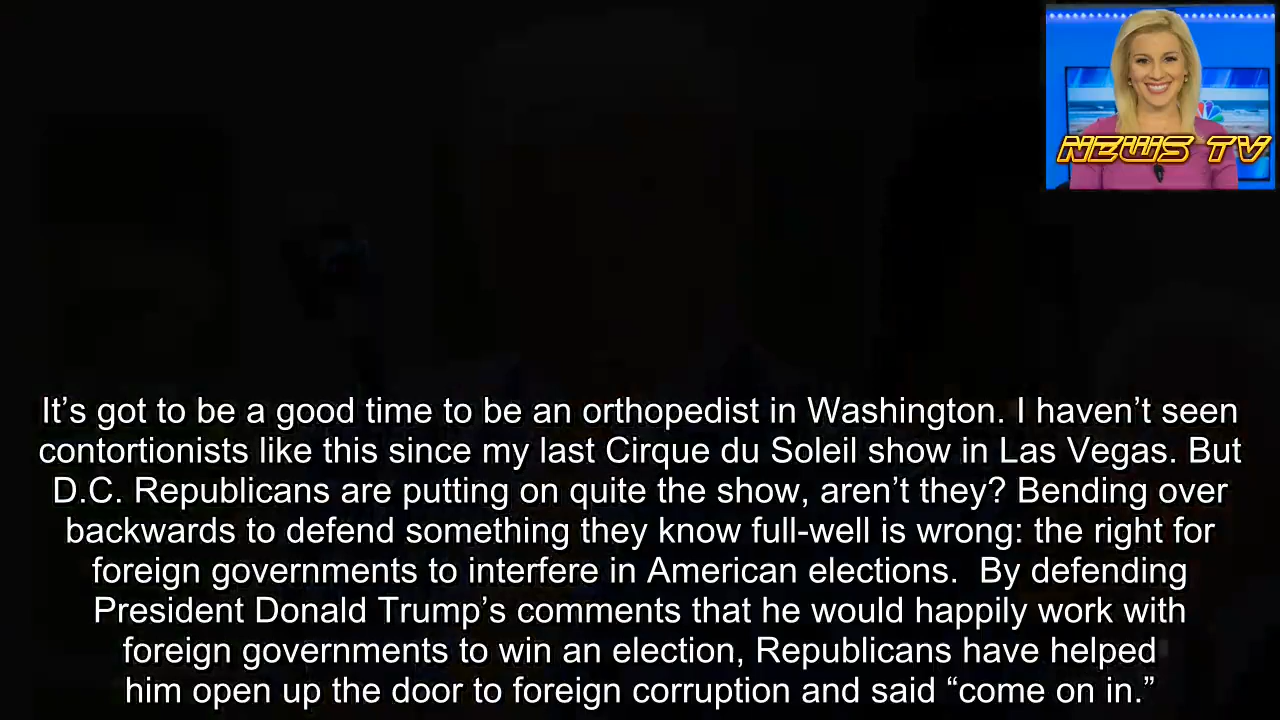 NEWS TV
It’s got to be a good time to be an orthopedist in Washington. I haven’t seen
contortionists like this since my last Cirque du Soleil show in Las Vegas. But
D.C. Republicans are putting on quite the show, aren’t they? Bending over
backwards to defend something they know full-well is wrong: the right for
foreign governments to interfere in American elections.  By defending
President Donald Trump’s comments that he would happily work with
foreign governments to win an election, Republicans have helped
him open up the door to foreign corruption and said “come on in.”